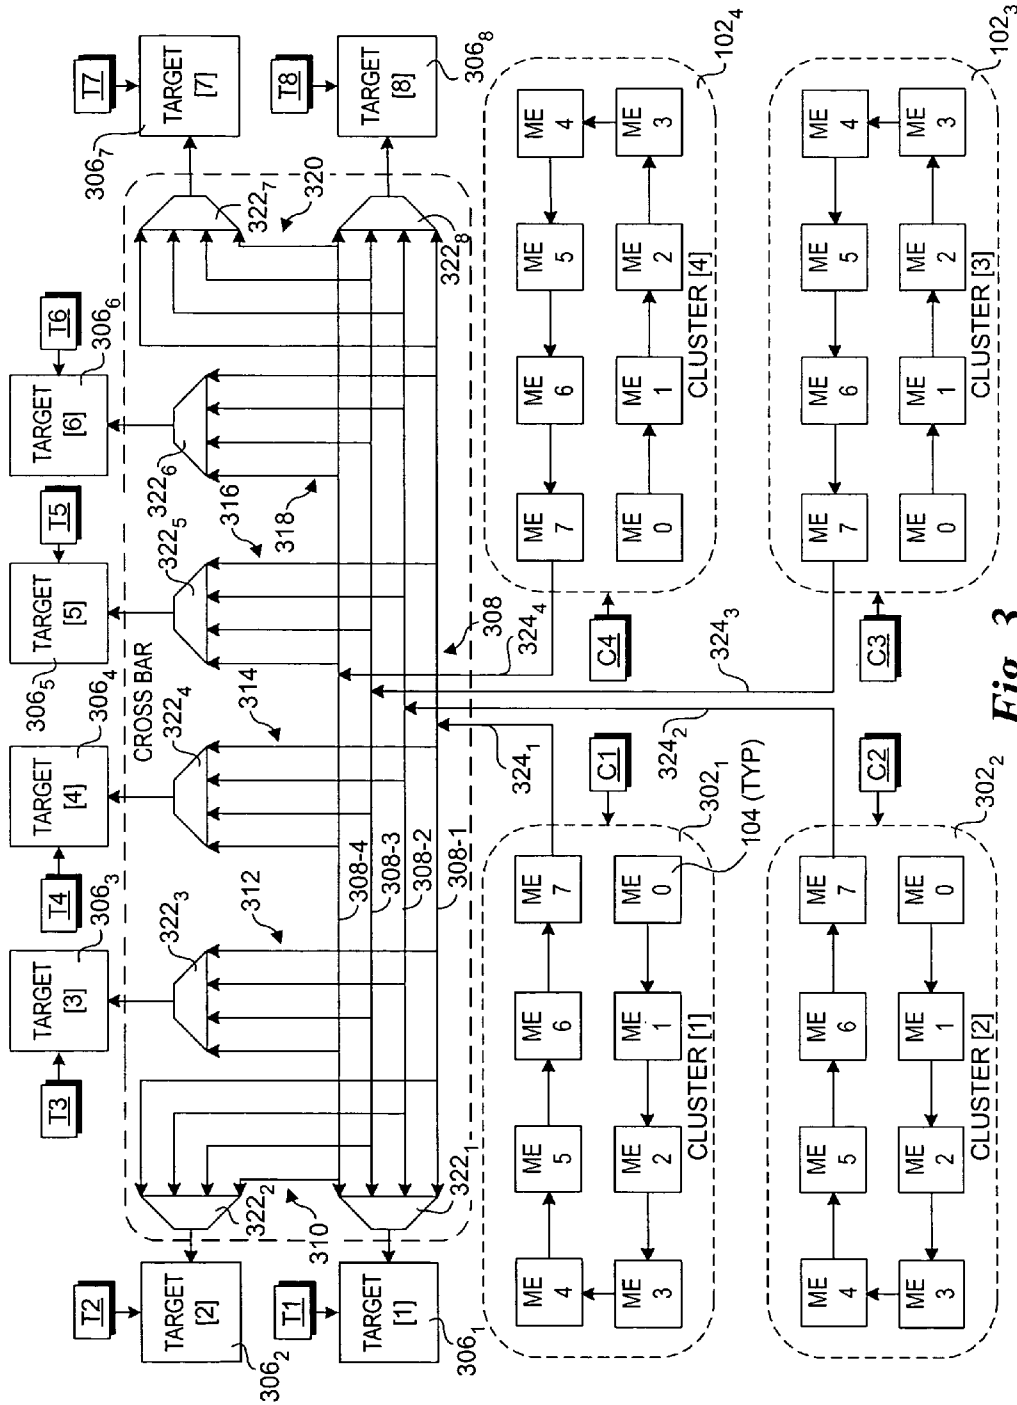 T2
TARGET [2]
306₂
T1
TARGET [1]
306₁
T3
TARGET [3]
306₃
T4
TARGET [4]
306₄
T5
TARGET [5]
306₅
T6
TARGET [6]
306₆
T7
TARGET [7]
306₇
T8
TARGET [8]
306₈
CROSS BAR
322₂
322₁
322₃
322₄
322₅
322₆
322₇
322₈
310
312
314
316
318
320
308-4
308-3
308-2
308-1
308
324₁
324₂
324₃
324₄
ME 4
ME 5
ME 6
ME 7
ME 3
ME 2
ME 1
ME 0
CLUSTER [1]
C1
302₁
104 (TYP)
ME 7
ME 6
ME 5
ME 4
ME 0
ME 1
ME 2
ME 3
CLUSTER [4]
C4
102₄
ME 4
ME 5
ME 6
ME 7
ME 3
ME 2
ME 1
ME 0
CLUSTER [2]
C2
302₂
ME 7
ME 6
ME 5
ME 4
ME 0
ME 1
ME 2
ME 3
CLUSTER [3]
C3
102₃
Fig. 3